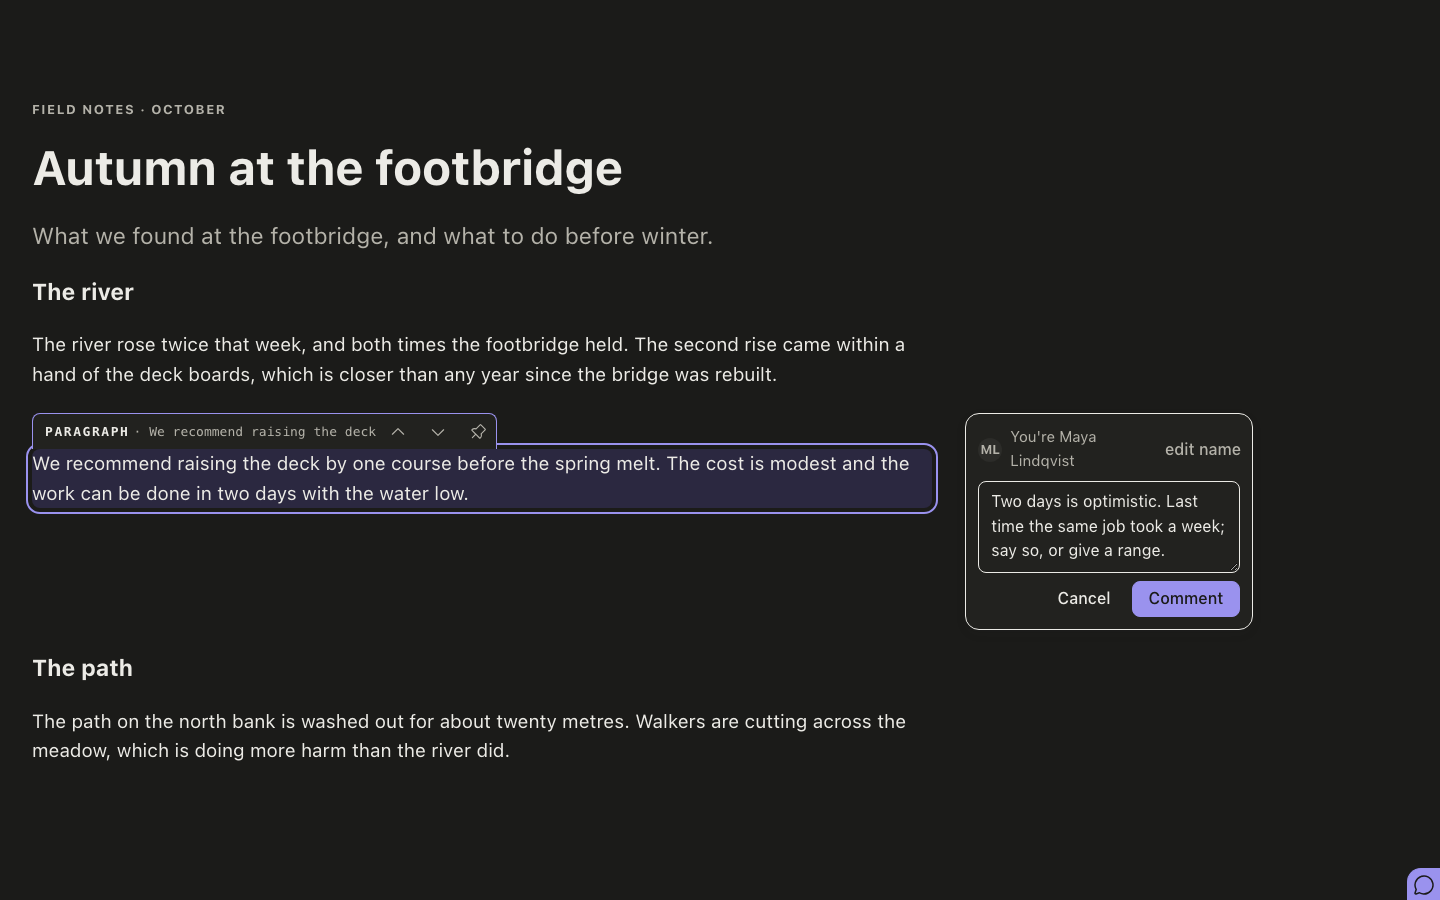 FIELD NOTES · OCTOBER
Autumn at the footbridge
What we found at the footbridge, and what to do before winter.
The river
The river rose twice that week, and both times the footbridge held. The second rise came within a
hand of the deck boards, which is closer than any year since the bridge was rebuilt.
PARAGRAPH · We recommend raising the deck
We recommend raising the deck by one course before the spring melt. The cost is modest and the
work can be done in two days with the water low.
ML
You're Maya
Lindqvist
edit name
Two days is optimistic. Last
time the same job took a week;
say so, or give a range.
Cancel
Comment
The path
The path on the north bank is washed out for about twenty metres. Walkers are cutting across the
meadow, which is doing more harm than the river did.